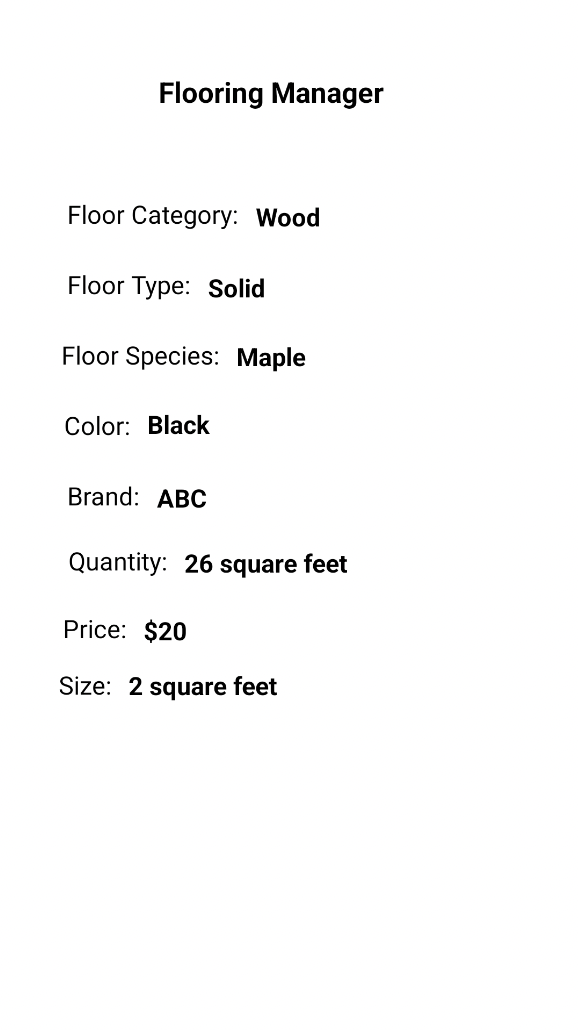 Flooring Manager
Floor Category: Wood
Floor Type: Solid
Floor Species: Maple
Color: Black
Brand: ABC
Quantity: 26 square feet
Price: $20
Size: 2 square feet